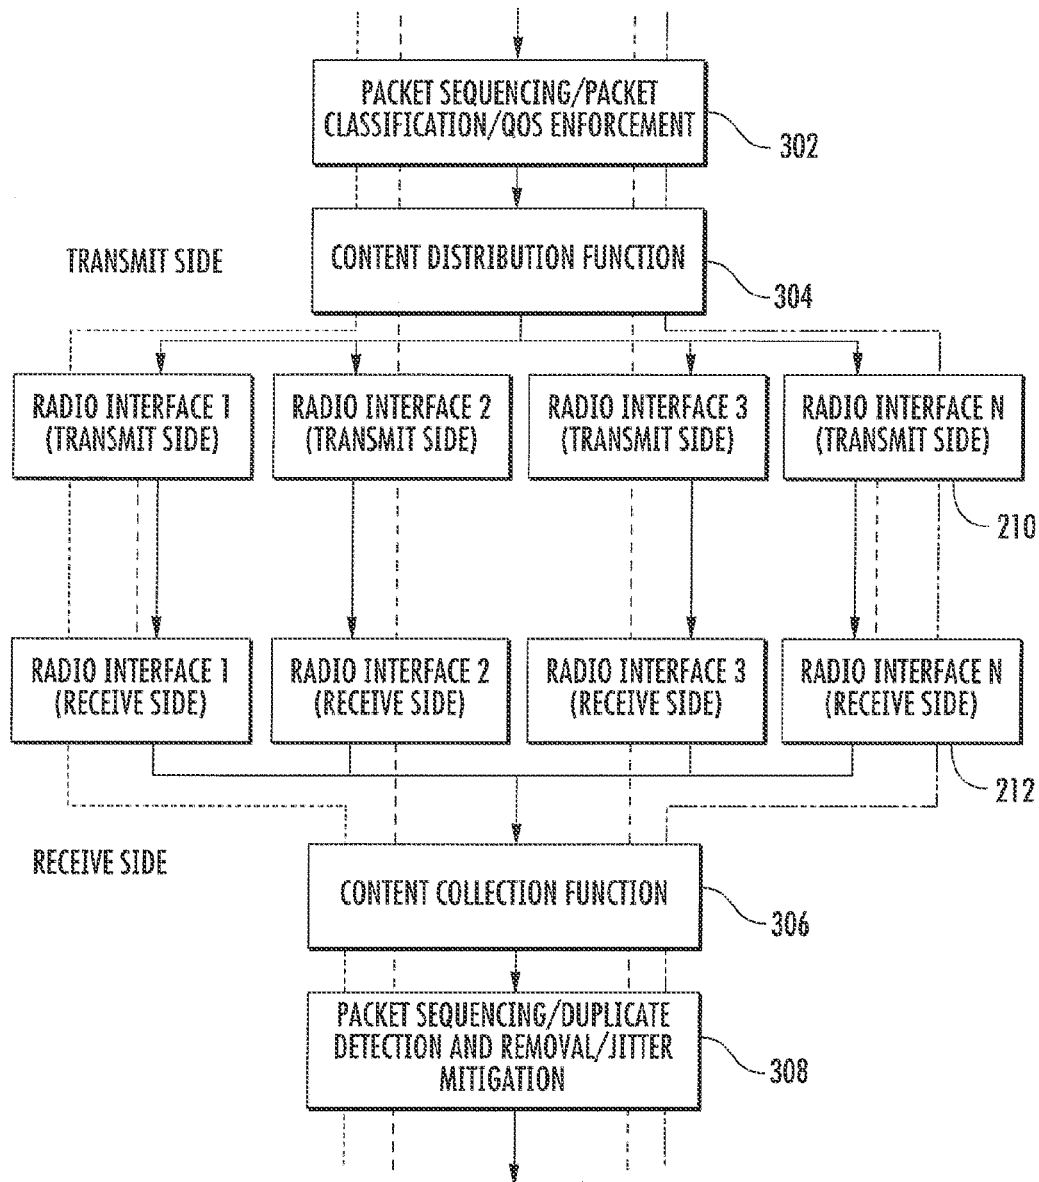 PACKET SEQUENCING/PACKET
CLASSIFICATION/QOS ENFORCEMENT
302
CONTENT DISTRIBUTION FUNCTION
304
TRANSMIT SIDE
RADIO INTERFACE 1
(TRANSMIT SIDE)
RADIO INTERFACE 2
(TRANSMIT SIDE)
RADIO INTERFACE 3
(TRANSMIT SIDE)
RADIO INTERFACE N
(TRANSMIT SIDE)
210
RADIO INTERFACE 1
(RECEIVE SIDE)
RADIO INTERFACE 2
(RECEIVE SIDE)
RADIO INTERFACE 3
(RECEIVE SIDE)
RADIO INTERFACE N
(RECEIVE SIDE)
212
RECEIVE SIDE
CONTENT COLLECTION FUNCTION
306
PACKET SEQUENCING/DUPLICATE
DETECTION AND REMOVAL/JITTER
MITIGATION
308